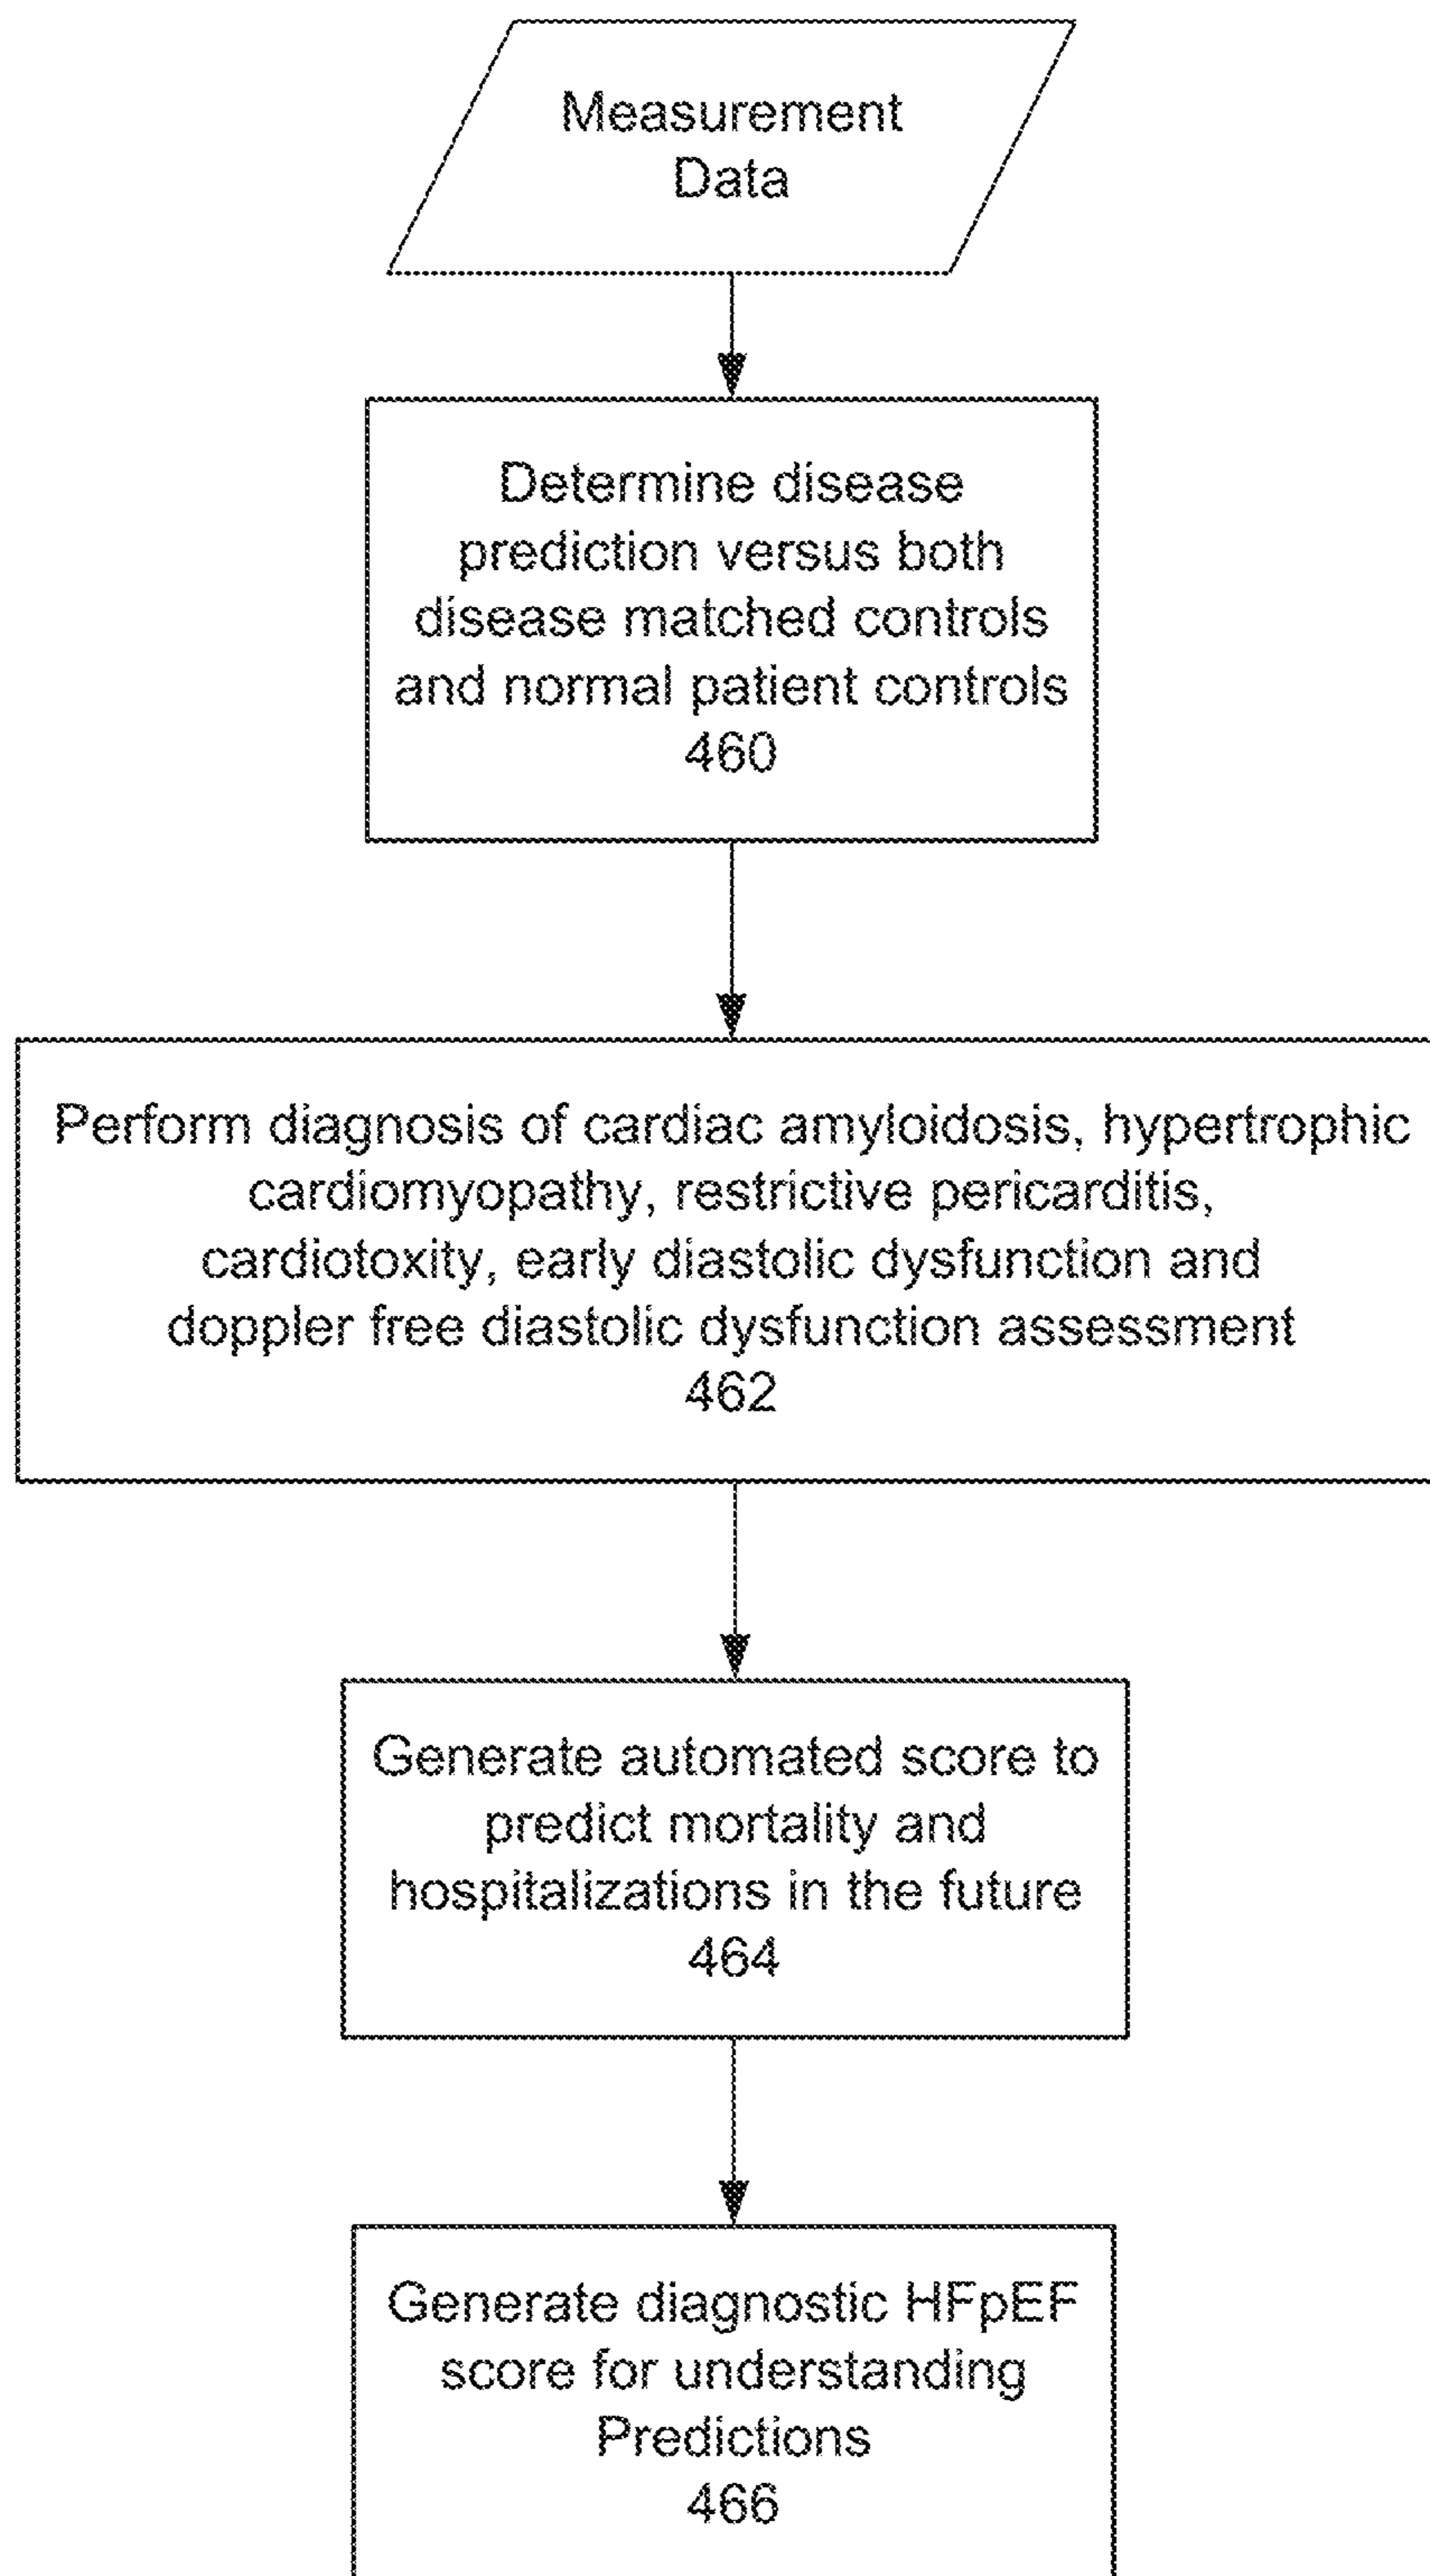 Measurement
Data
Determine disease
prediction versus both
disease matched controls
and normal patient controls
460
Perform diagnosis of cardiac amyloidosis, hypertrophic
cardiomyopathy, restrictive pericarditis,
cardiotoxity, early diastolic dysfunction and
doppler free diastolic dysfunction assessment
462
Generate automated score to
predict mortality and
hospitalizations in the future
464
Generate diagnostic HFpEF
score for understanding
Predictions
466